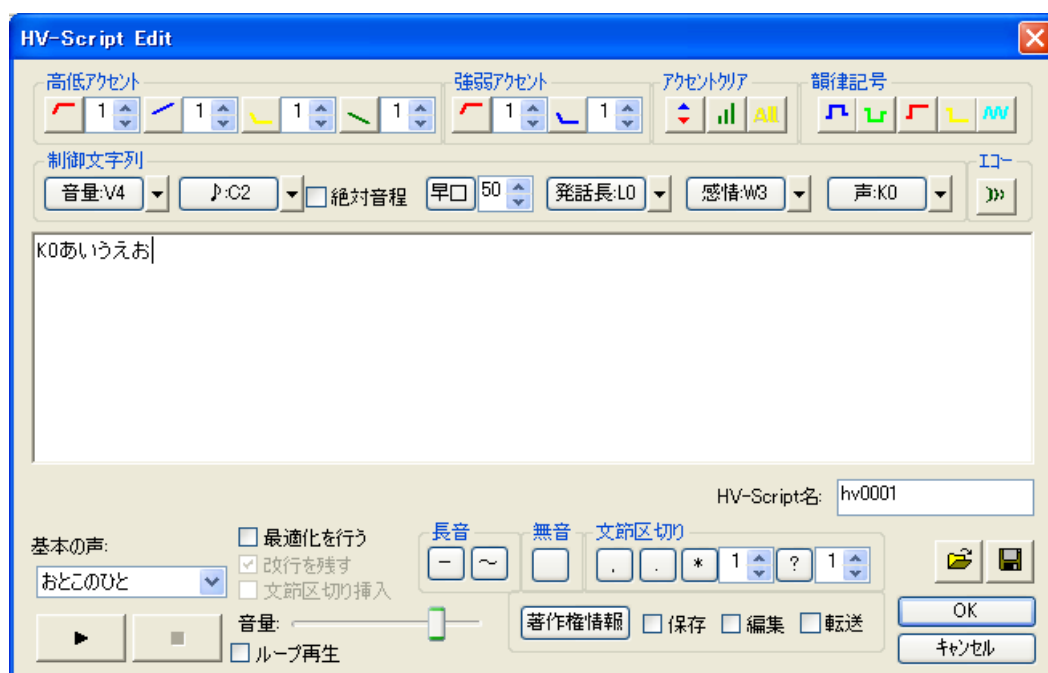 HV-Script Edit
高低アクセント 強弱アクセント アクセントクリア 韻律記号
1 1 1 1 1 1 All
制御文字列 エコー
音量:V4 ♪:C2 絶対音程 早口 50 発話長:L0 感情:W3 声:K0
K0あいうえお
HV-Script名: hv0001
基本の声: 最適化を行う 長音 無音 文節区切り
改行を残す
おとこのひと 文節区切り挿入 - ~ , . * 1 ? 1
音量: 著作権情報 保存 編集 転送 OK
ループ再生 キャンセル